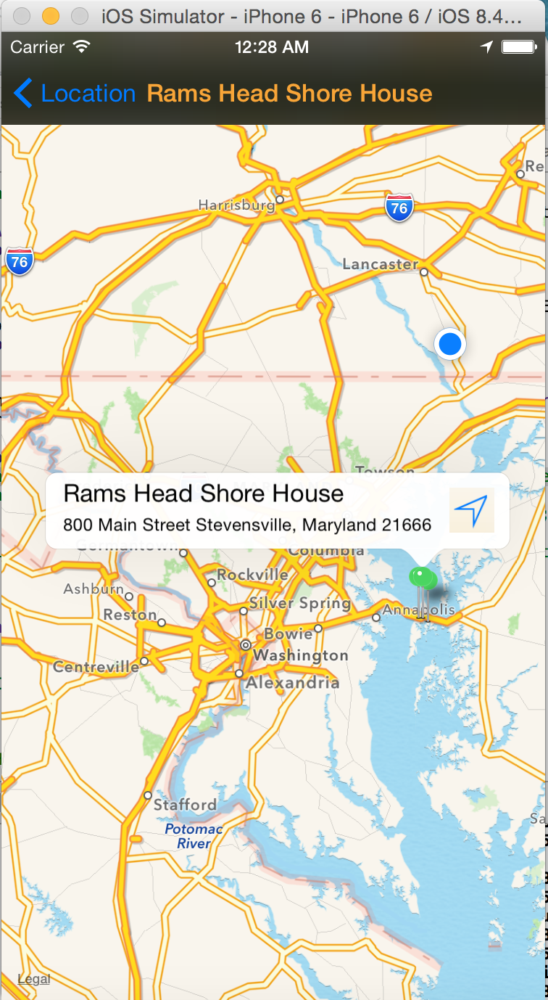 iOS Simulator - iPhone 6 - iPhone 6 / iOS 8.4...
Carrier 12:28 AM
Location Rams Head Shore House
Re
Harrisburg
76
76
Lancaster
Towson
Rams Head Shore House
800 Main Street Stevensville, Maryland 21666
Germantown
Columbia
Rockville
Ashburn
Silver Spring
Annapolis
Reston
Bowie
Washington
Centreville
Alexandria
Stafford
Sa
Potomac
River
Legal